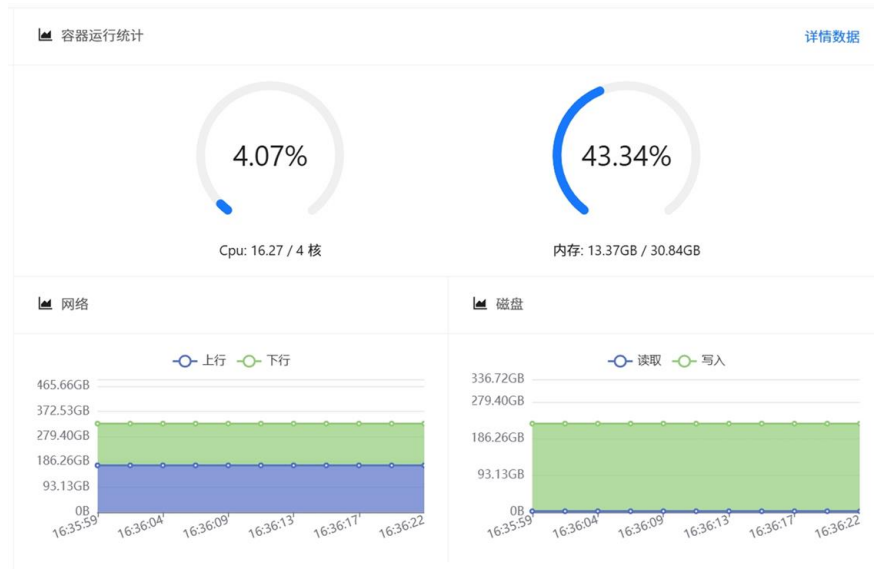 容器运行统计
详情数据
4.07%
43.34%
Cpu: 16.27 / 4 核
内存: 13.37GB / 30.84GB
网络
磁盘
上行 下行
465.66GB
372.53GB
279.40GB
186.26GB
93.13GB
0B
16:35:59 16:36:04 16:36:09 16:36:13 16:36:17 16:36:22
读取 写入
336.72GB
279.40GB
186.26GB
93.13GB
0B
16:35:59 16:36:04 16:36:09 16:36:13 16:36:17 16:36:22